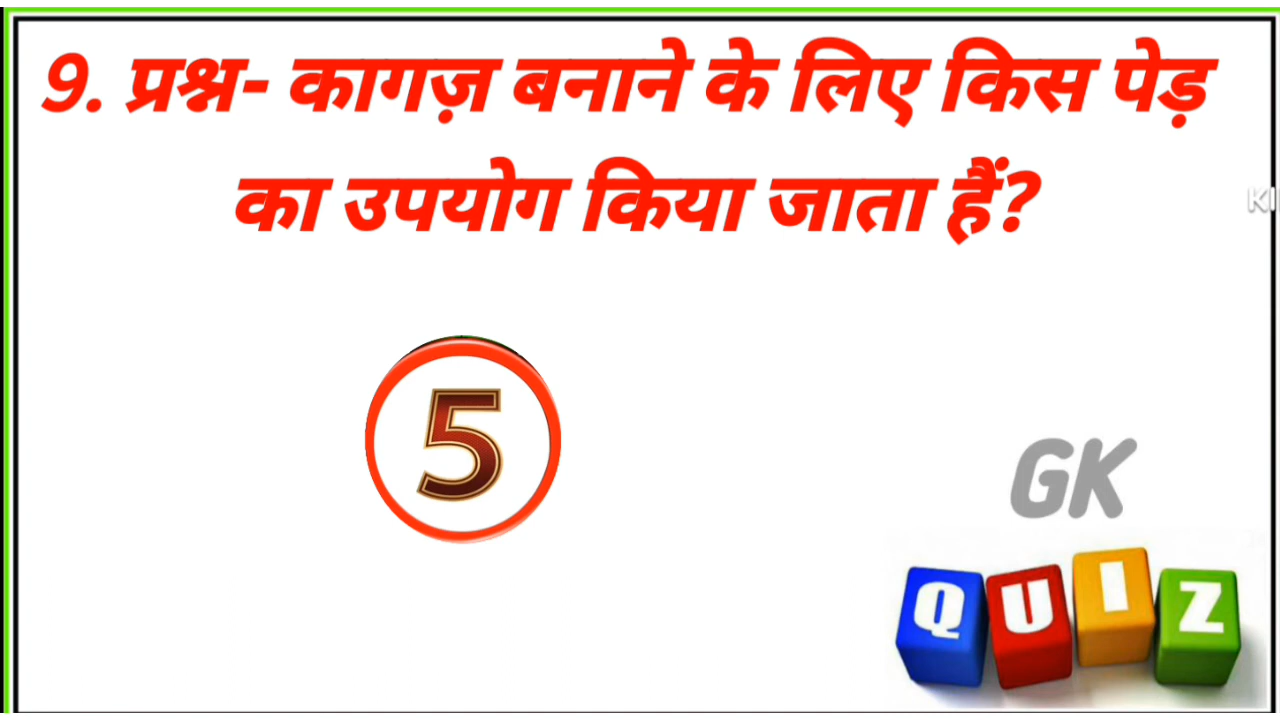 9. प्रश्न- कागज़ बनाने के लिए किस पेड़
का उपयोग किया जाता हैं?
5
GK
QUIZ